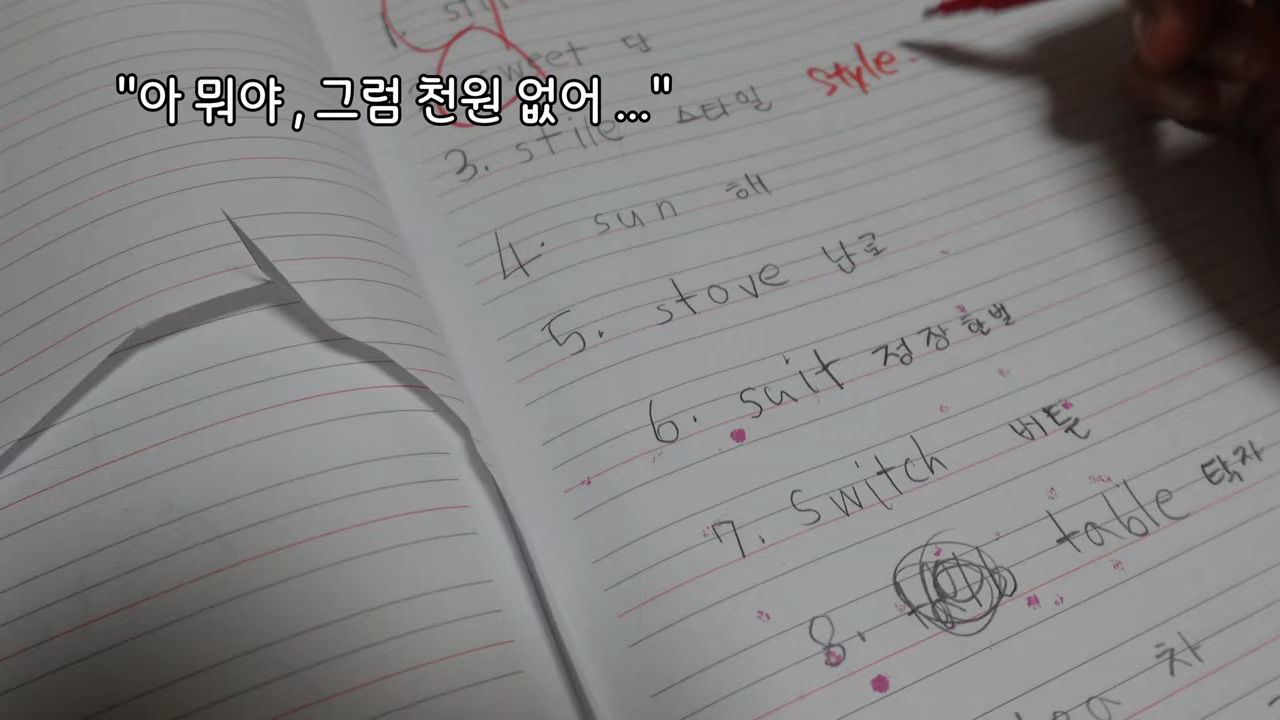 "아 뭐야 , 그럼 천원 없어 ..."
1.
sweet 단
3. stile 스타일 style
4. sun 해
5. stove 난로
6. suit 정장 한벌
7. switch 버튼
8. table 탁자
차